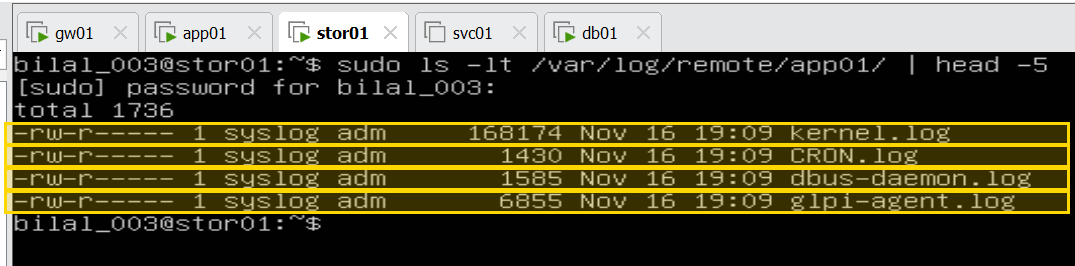 gw01 app01 stor01 svc01 db01
bilal_003@stor01:~$ sudo ls -lt /var/log/remote/app01/ | head -5
[sudo] password for bilal_003:
total 1736
-rw-r----- 1 syslog adm 168174 Nov 16 19:09 kernel.log
-rw-r----- 1 syslog adm 1430 Nov 16 19:09 CRON.log
-rw-r----- 1 syslog adm 1585 Nov 16 19:09 dbus-daemon.log
-rw-r----- 1 syslog adm 6855 Nov 16 19:09 glpi-agent.log
bilal_003@stor01:~$